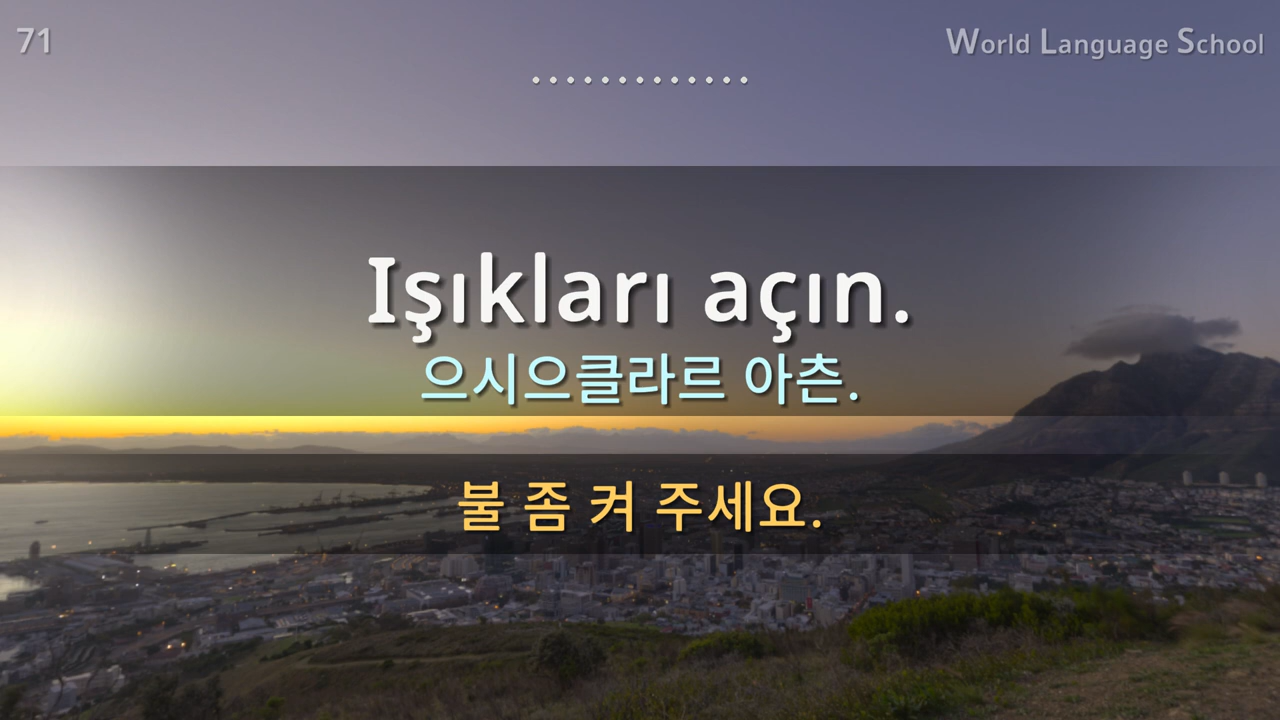 71
World Language School
Işıkları açın.
으시으클라르 아츤.
불 좀 켜 주세요.